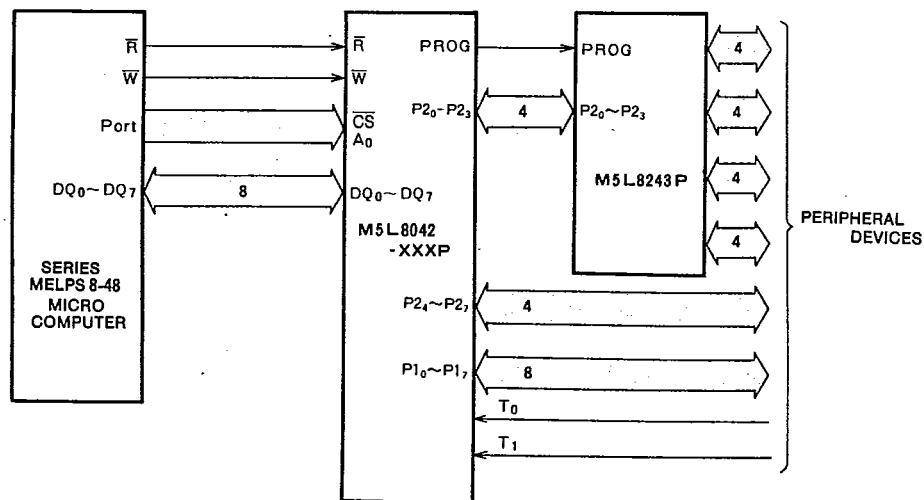 R̅ R̅ PROG PROG 4
W̅ W̅
Port C̅S̅ P2₀-P2₃ 4 P2₀~P2₃ 4
A₀
DQ₀~DQ₇ 8 DQ₀~DQ₇ M5L8243P 4
M5L8042
-XXXP
4
PERIPHERAL
DEVICES
SERIES
MELPS 8-48
MICRO
COMPUTER
P2₄~P2₇ 4
P1₀~P1₇ 8
T₀
T₁